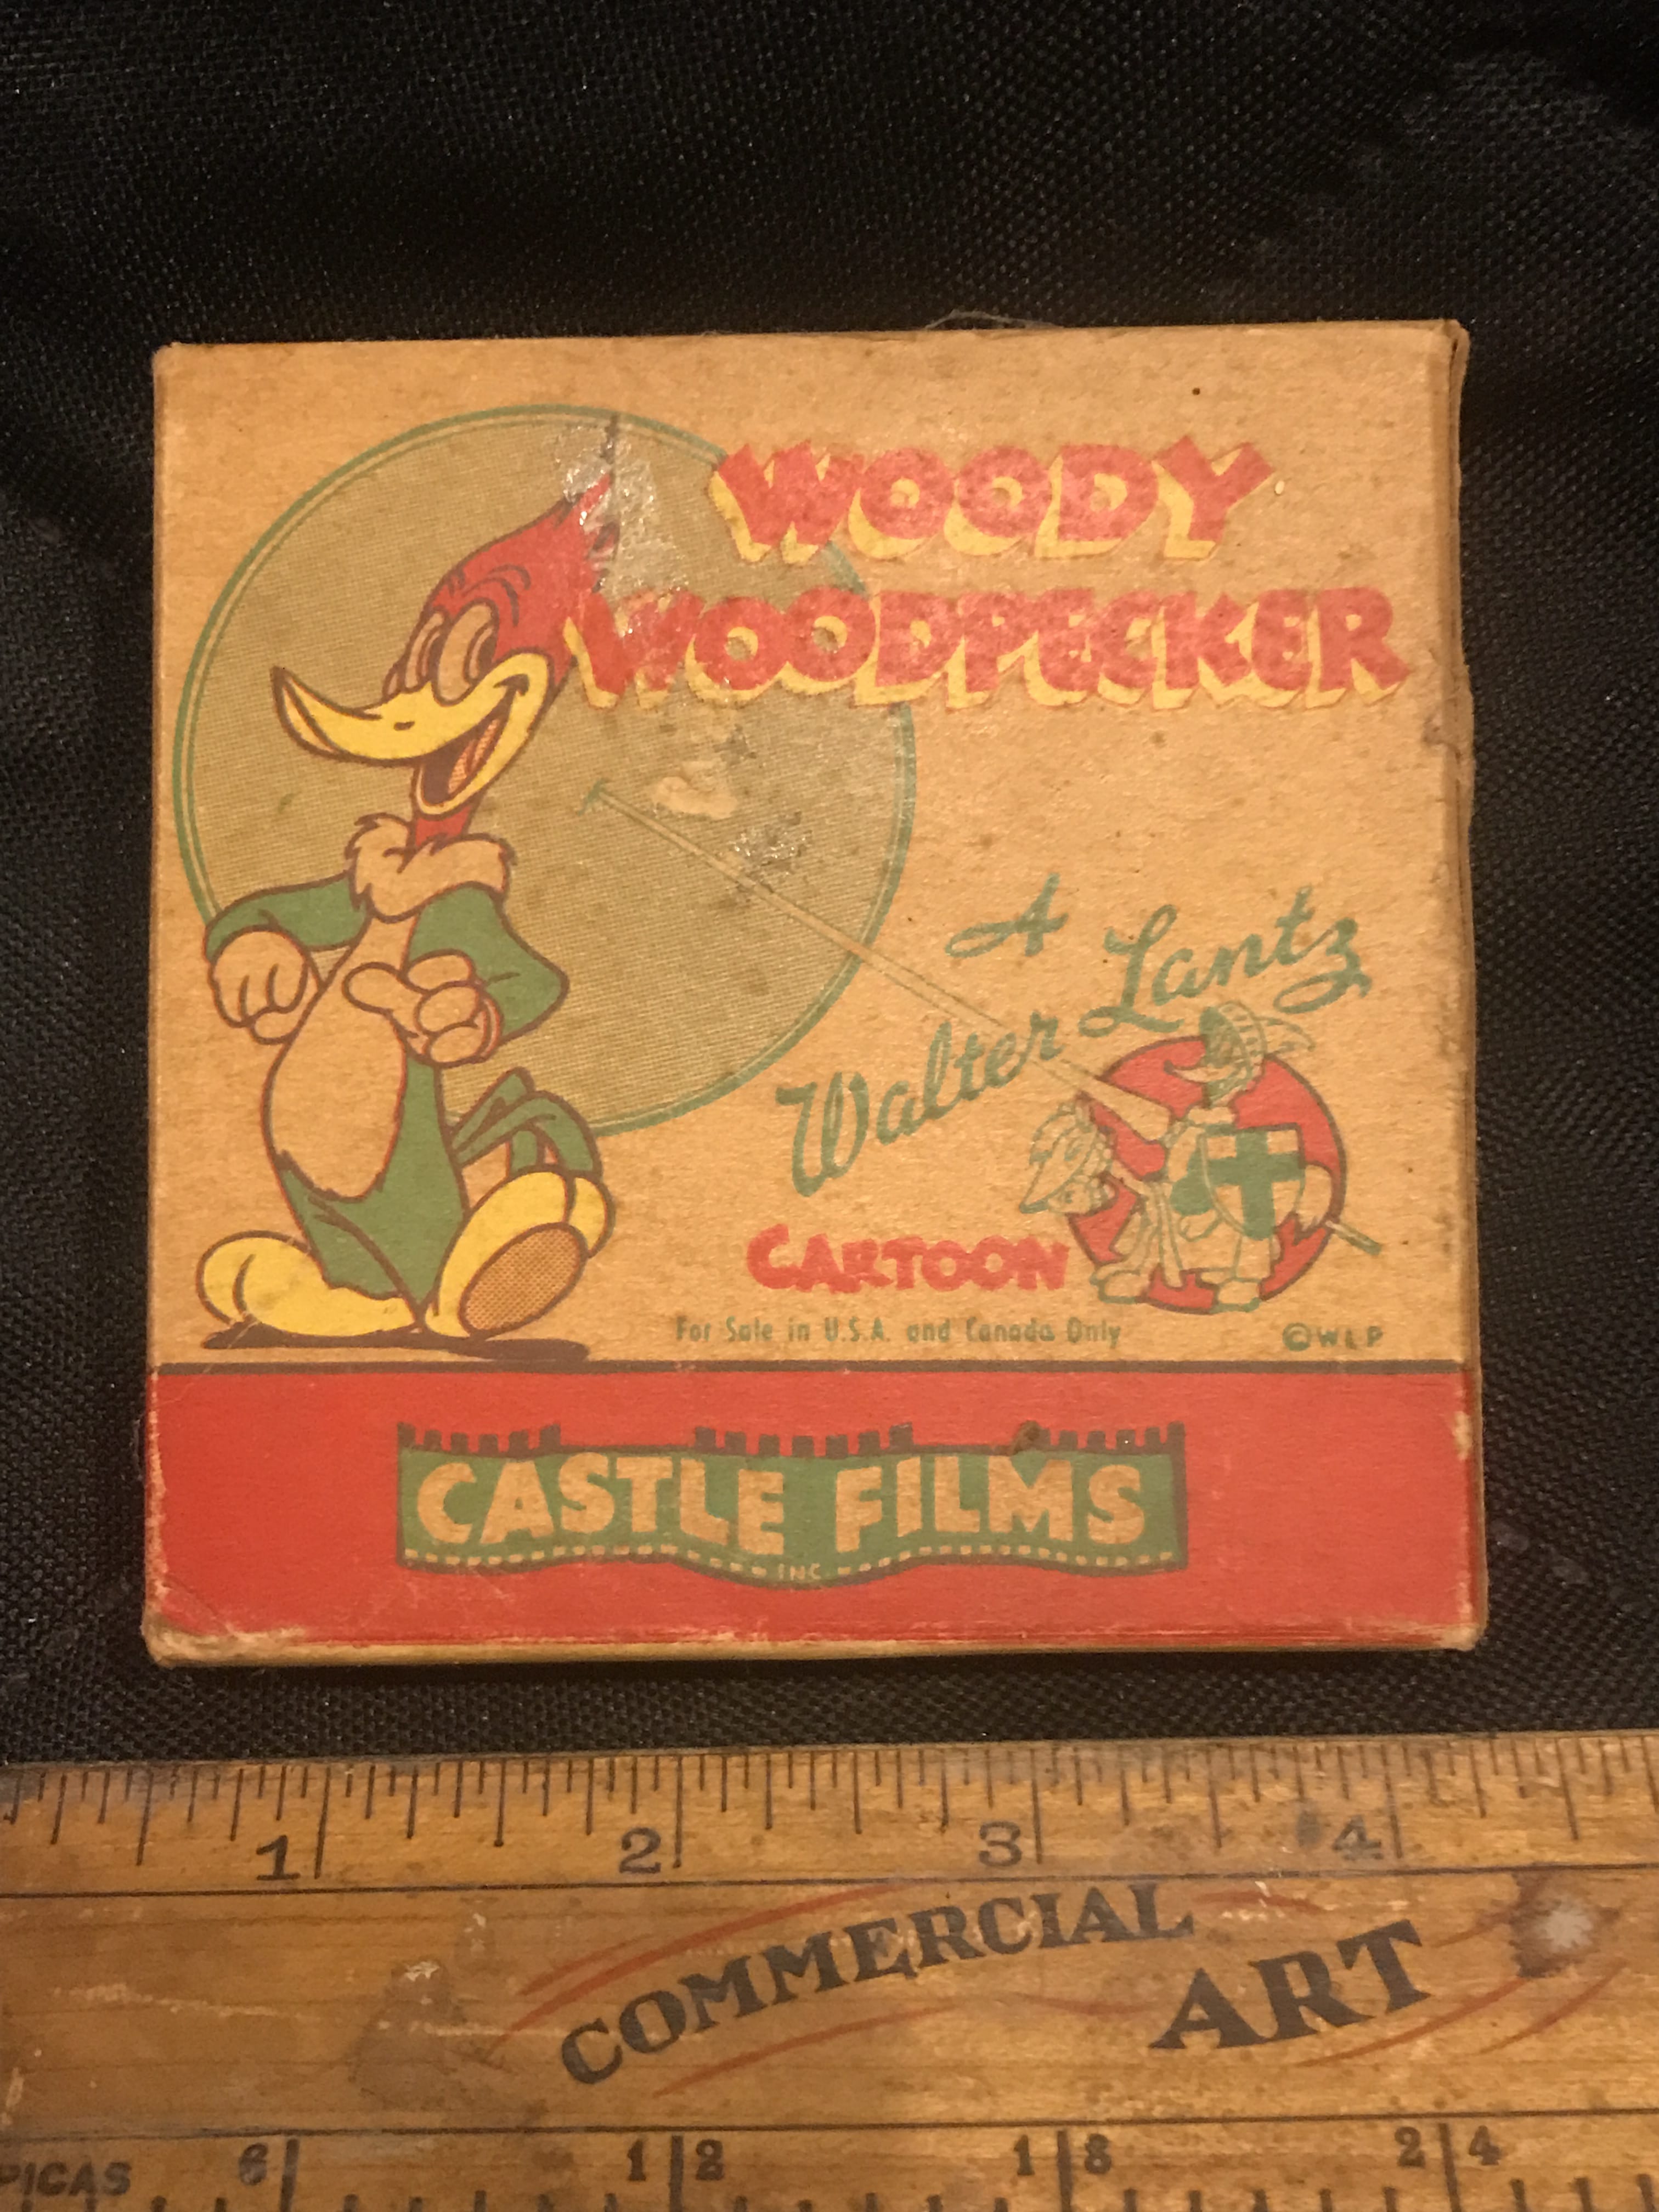 WOODY
WOODPECKER
A
Walter Lantz
CARTOON
For Sale in U.S.A. and Canada Only
©WLP
CASTLE FILMS
INC.
1 2 3 4
COMMERCIAL
ART
PICAS 6 12 18 24